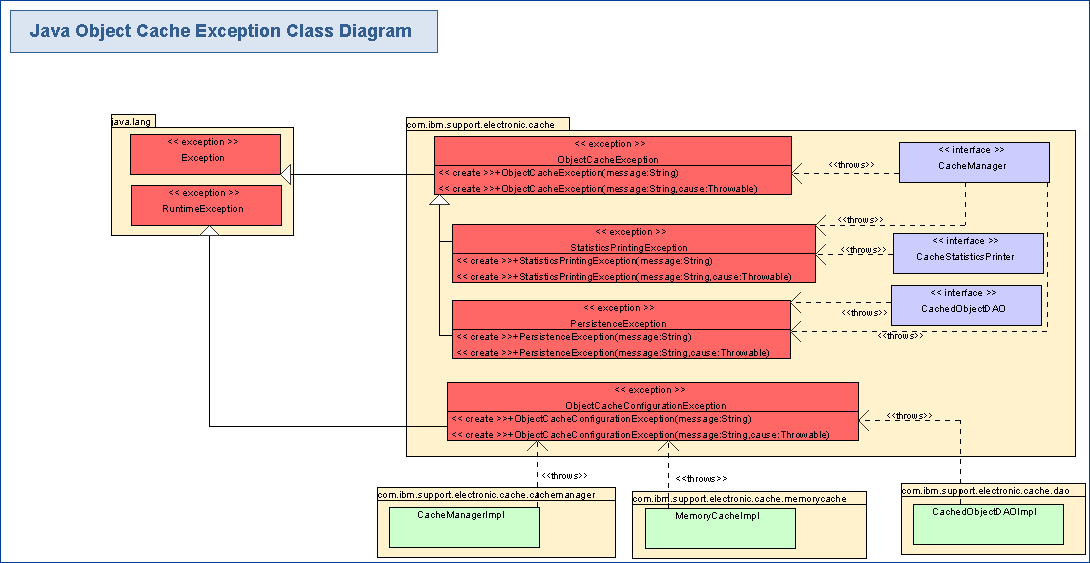 Java Object Cache Exception Class Diagram
java.lang
<< exception >>
Exception
<< exception >>
RuntimeException
com.ibm.support.electronic.cache
<< exception >>
ObjectCacheException
<< create >>+ObjectCacheException(message:String)
<< create >>+ObjectCacheException(message:String,cause:Throwable)
<<throws>>
<< interface >>
CacheManager
<<throws>>
<< exception >>
StatisticsPrintingException
<< create >>+StatisticsPrintingException(message:String)
<< create >>+StatisticsPrintingException(message:String,cause:Throwable)
<<throws>>
<< interface >>
CacheStatisticsPrinter
<< interface >>
CachedObjectDAO
<< exception >>
PersistenceException
<< create >>+PersistenceException(message:String)
<< create >>+PersistenceException(message:String,cause:Throwable)
<<throws>>
<<throws>>
<< exception >>
ObjectCacheConfigurationException
<< create >>+ObjectCacheConfigurationException(message:String)
<< create >>+ObjectCacheConfigurationException(message:String,cause:Throwable)
<<throws>>
<<throws>>
<<throws>>
com.ibm.support.electronic.cache.cachemanager
CacheManagerImpl
com.ibm.support.electronic.cache.memorycache
MemoryCacheImpl
com.ibm.support.electronic.cache.dao
CachedObjectDAOImpl